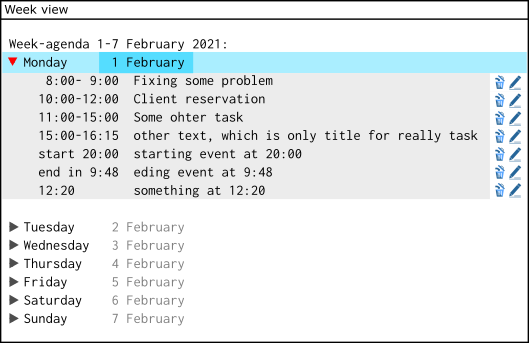 Week view
Week-agenda 1-7 February 2021:
Monday 1 February
8:00- 9:00 Fixing some problem
10:00-12:00 Client reservation
11:00-15:00 Some ohter task
15:00-16:15 other text, which is only title for really task
start 20:00 starting event at 20:00
end in 9:48 eding event at 9:48
12:20 something at 12:20
Tuesday 2 February
Wednesday 3 February
Thursday 4 February
Friday 5 February
Saturday 6 February
Sunday 7 February